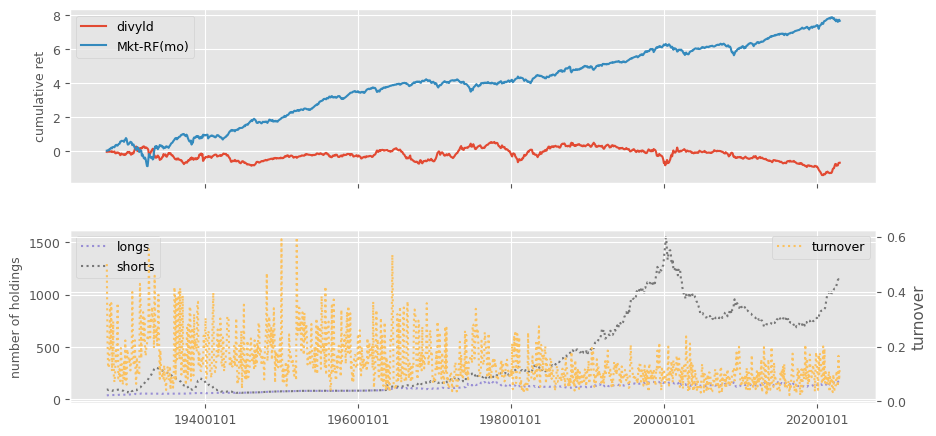 8
6
4
2
0
cumulative ret
divyld
Mkt-RF(mo)
1500
1000
500
0
number of holdings
longs
shorts
turnover
0.6
0.4
0.2
0.0
turnover
19400101
19600101
19800101
20000101
20200101